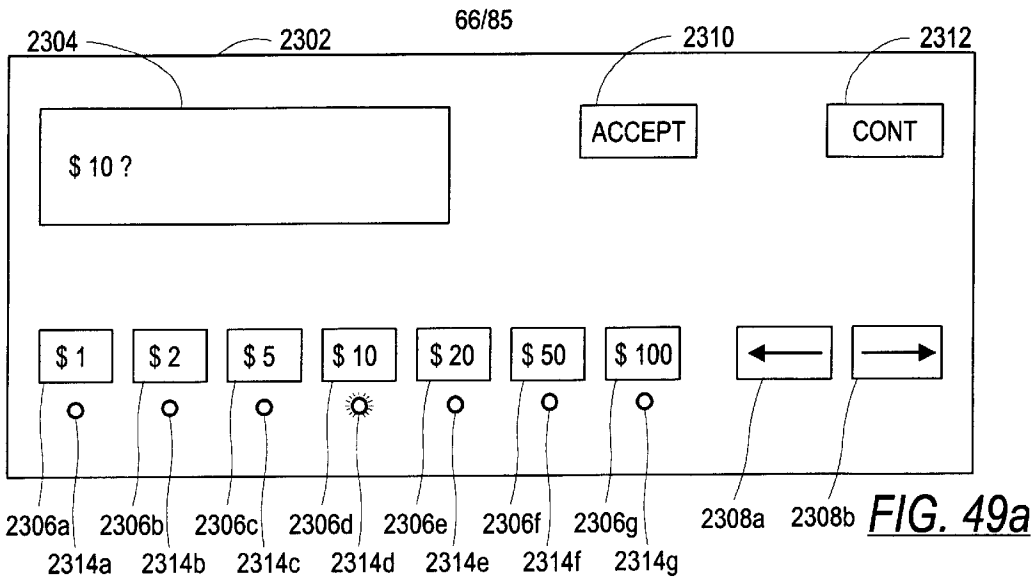 66/85
2304 2302 2310 2312
ACCEPT CONT
$ 10 ?
$ 1 $ 2 $ 5 $ 10 $ 20 $ 50 $ 100
2306a 2306b 2306c 2306d 2306e 2306f 2306g 2308a 2308b FIG. 49a
2314a 2314b 2314c 2314d 2314e 2314f 2314g